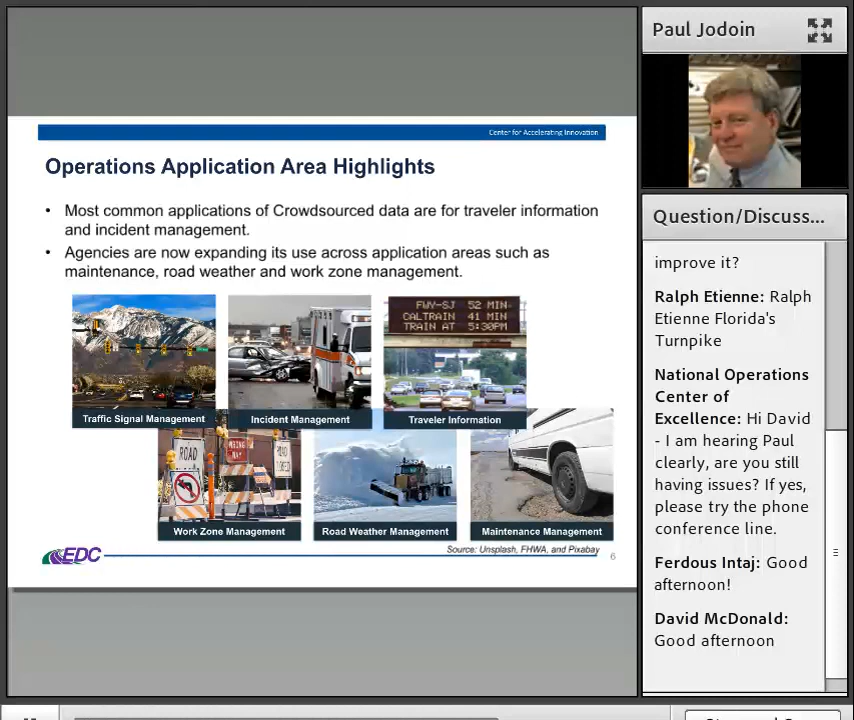 Paul Jodoin
Center for Accelerating Innovation
Operations Application Area Highlights
• Most common applications of Crowdsourced data are for traveler information
and incident management.
• Agencies are now expanding its use across application areas such as
maintenance, road weather and work zone management.
FWY-SJ 52 MIN
CALTRAIN 41 MIN
TRAIN AT 5:30PM
Traffic Signal Management
Incident Management
Traveler Information
ROAD
WRONG
WAY
ROAD
CLOSED
Work Zone Management
Road Weather Management
Maintenance Management
EDC
Source: Unsplash, FHWA, and Pixabay
6
Question/Discuss...
improve it?
Ralph Etienne: Ralph
Etienne Florida's
Turnpike
National Operations
Center of
Excellence: Hi David
- I am hearing Paul
clearly, are you still
having issues? If yes,
please try the phone
conference line.
Ferdous Intaj: Good
afternoon!
David McDonald:
Good afternoon